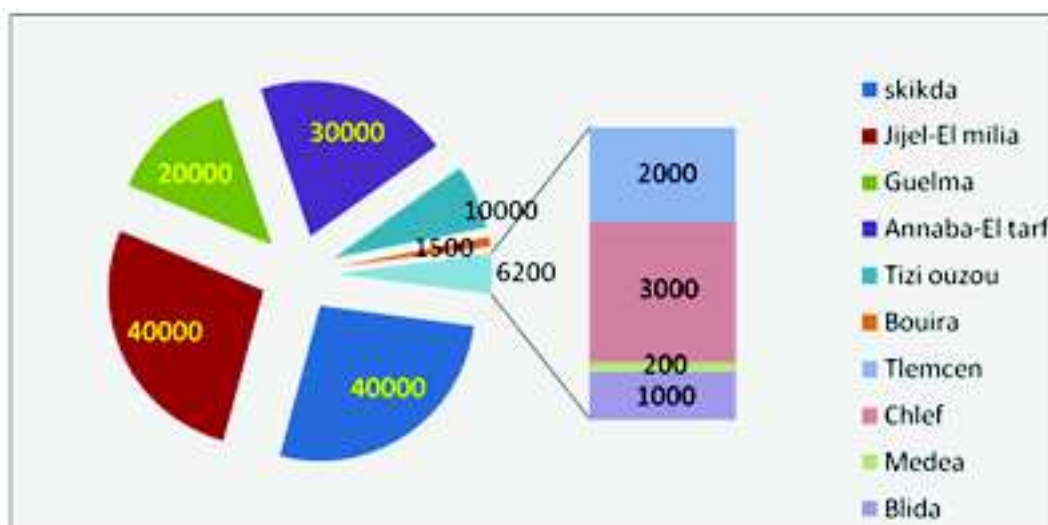 30000
20000
10000
1500
6200
40000
40000
2000
3000
200
1000
skikda
Jijel-El milia
Guelma
Annaba-El tarf
Tizi ouzou
Bouira
Tlemcen
Chlef
Medea
Blida